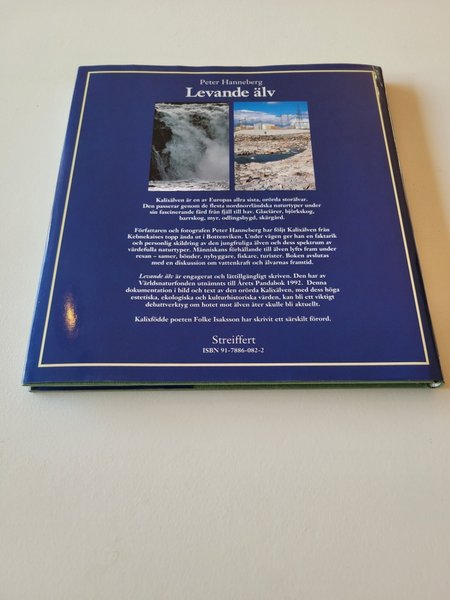 Peter Hanneberg
Levande älv
Kalixälven är en av Europas allra sista, orörda storälvar.
Den passerar genom de flesta nordnorrländska naturtyper under
sin fascinerande färd från fjäll till hav. Glaciärer, björkskog,
barrskog, myr, odlingsbygd, skärgård.
Författaren och fotografen Peter Hanneberg har följt Kalixälven från
Kebnekaises topp ända ut i Bottenviken. Under vägen ger han en faktarik
och personlig skildring av den jungfruliga älven och dess spektrum av
värdefulla naturtyper. Människans förhållande till älven lyfts fram under
resan – samer, bönder, nybyggare, fiskare, turister. Boken avslutas
med en diskussion om vattenkraft och älvarnas framtid.
Levande älv är engagerat och lättillgängligt skriven. Den har av
Världsnaturfonden utnämnts till Årets Pandabok 1992. Denna
dokumentation i bild och text av den orörda Kalixälven, med dess höga
estetiska, ekologiska och kulturhistoriska värden, kan bli ett viktigt
debattverktyg om hotet mot älven åter skulle bli aktuellt.
Kalixfödde poeten Folke Isaksson har skrivit ett särskilt förord.
Streiffert
ISBN 91-7886-082-2